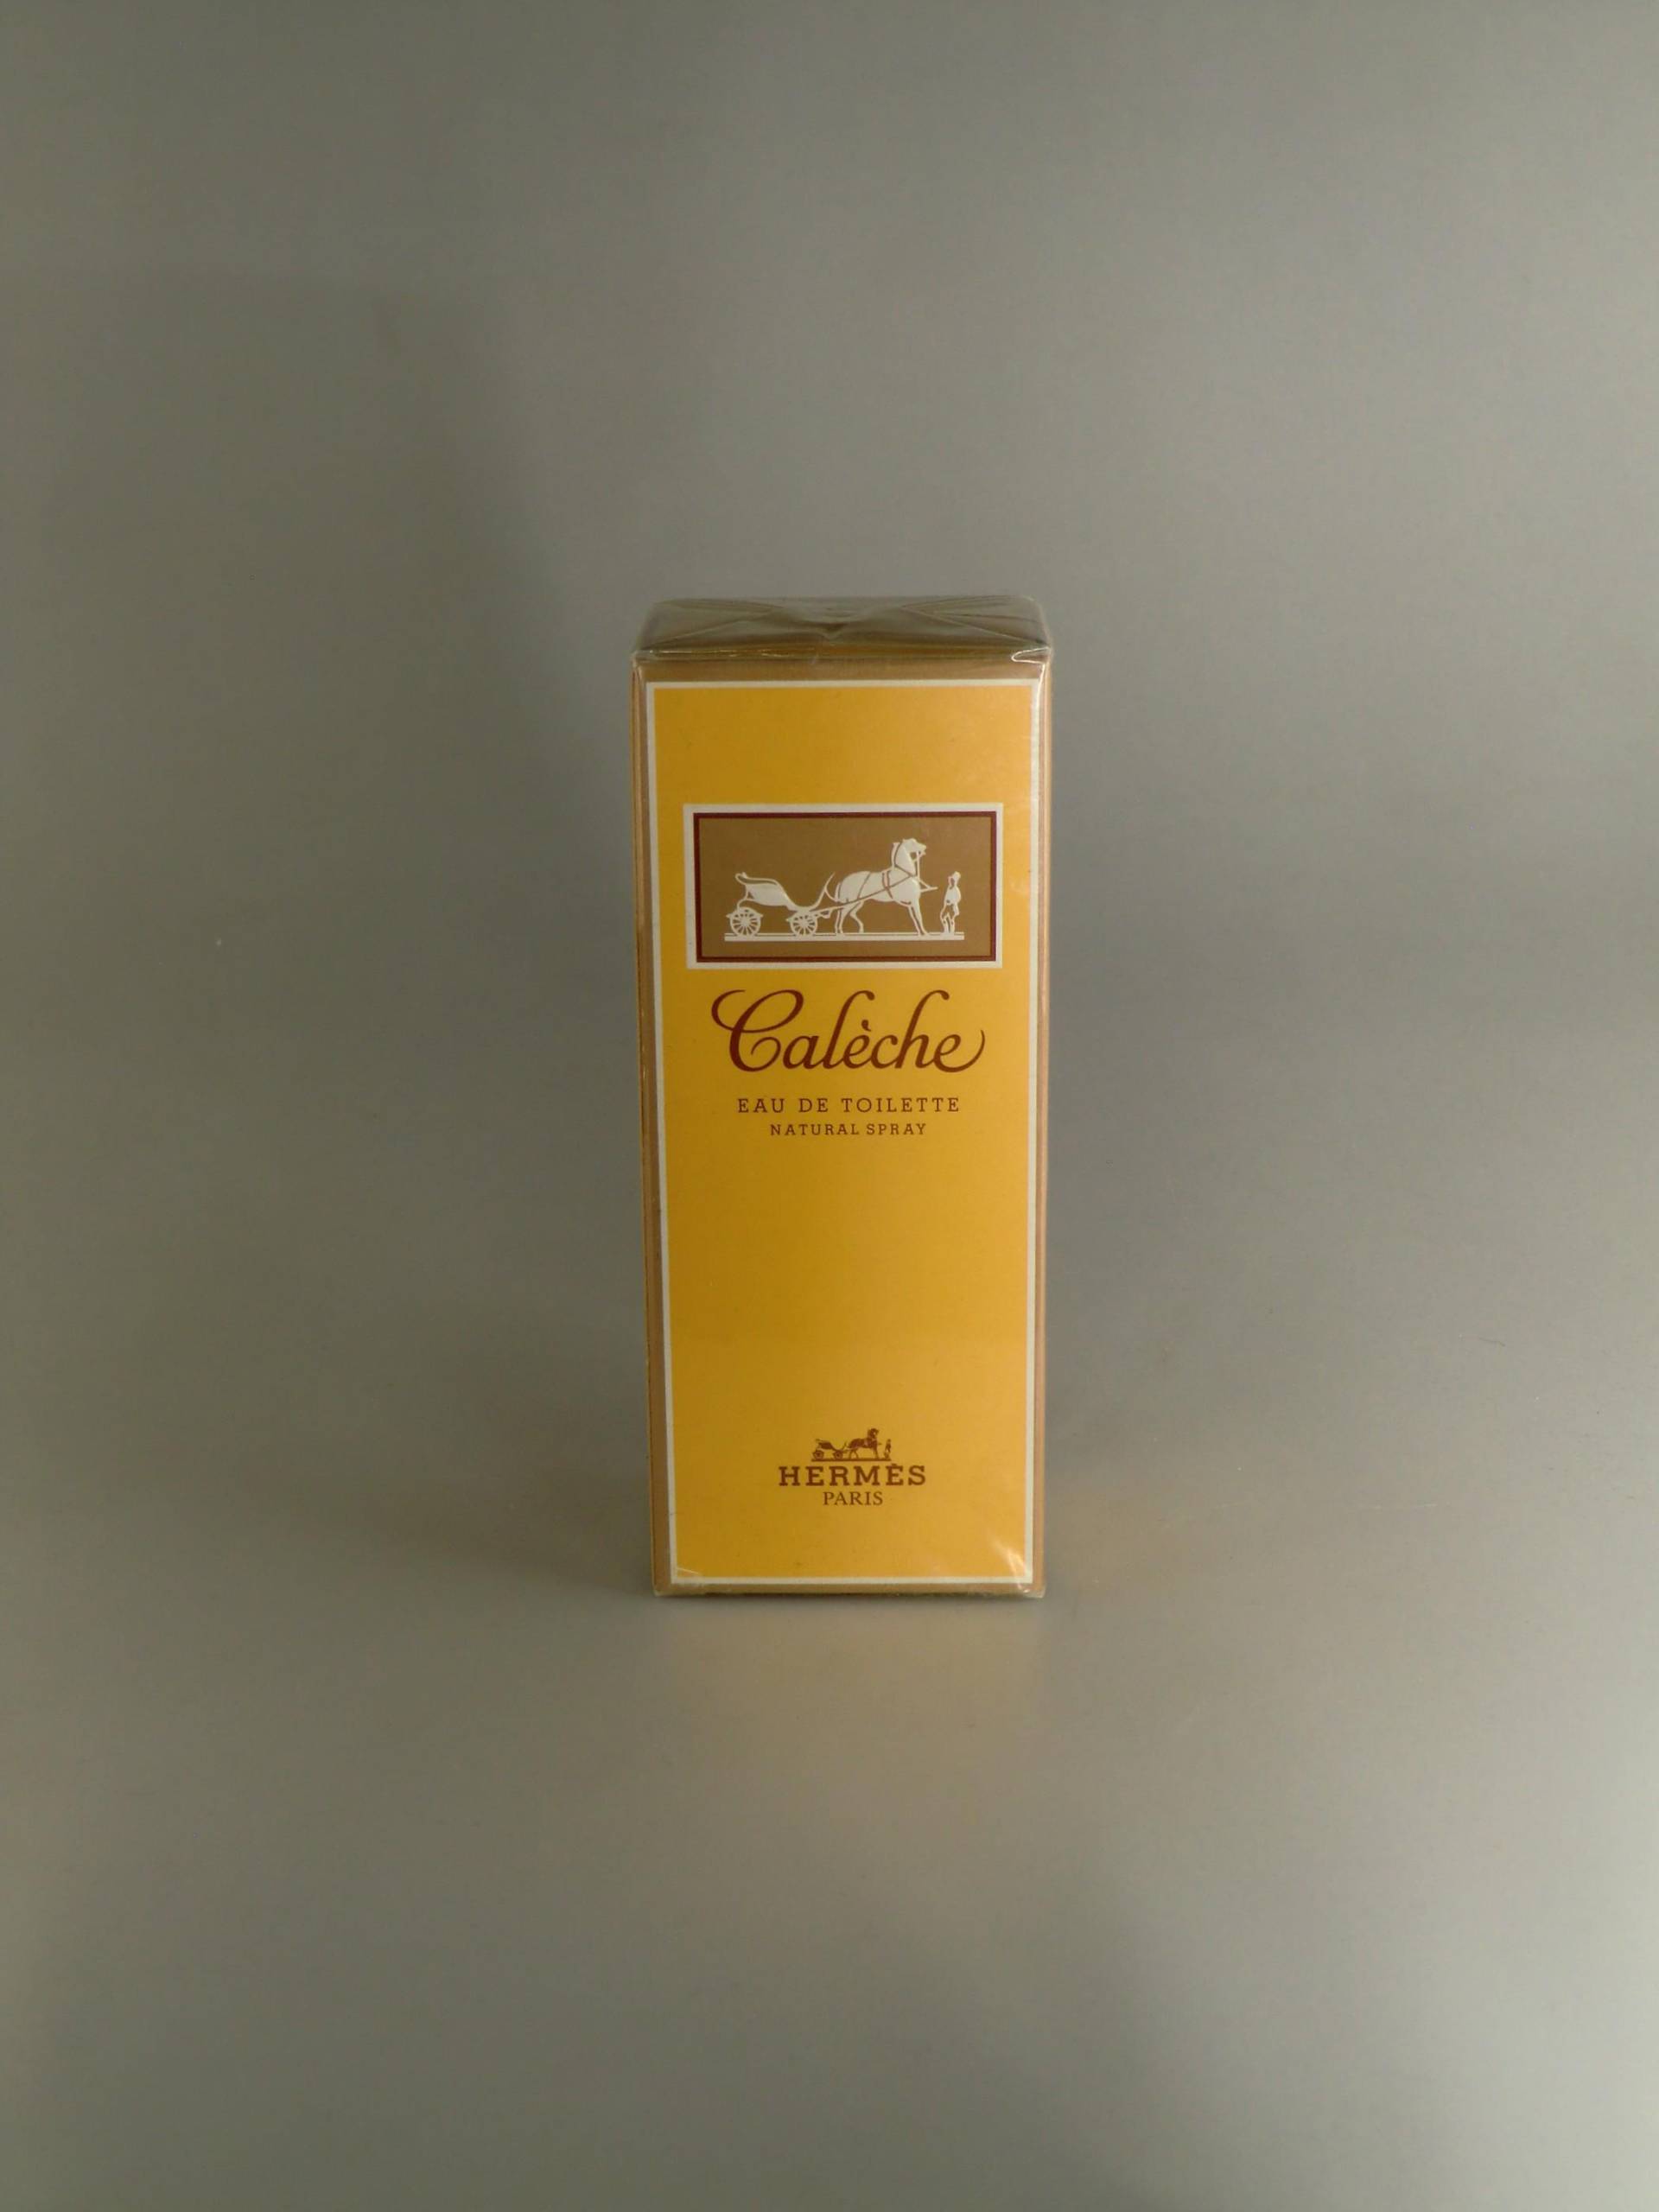 Calèche
EAU DE TOILETTE
NATURAL SPRAY
HERMÈS
PARIS